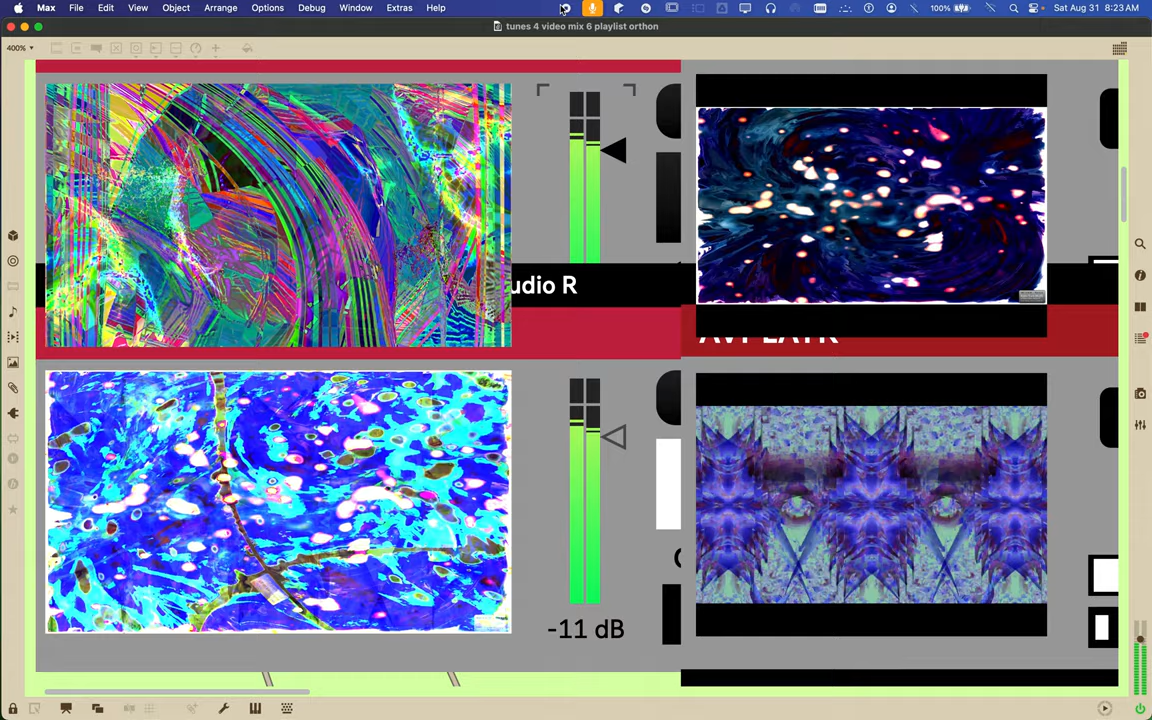 Max File Edit View Object Arrange Options Debug Window Extras Help 100% Sat Aug 31 8:23 AM
tunes 4 video mix 6 playlist orthon
400%
udio R
-11 dB